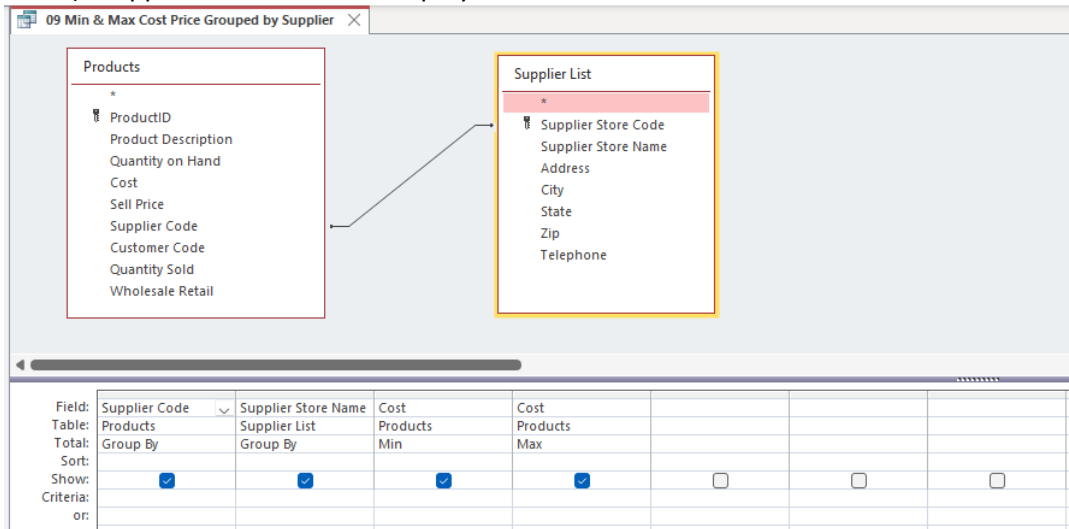 09 Min & Max Cost Price Grouped by Supplier
Products
*
ProductID
Product Description
Quantity on Hand
Cost
Sell Price
Supplier Code
Customer Code
Quantity Sold
Wholesale Retail
Supplier List
*
Supplier Store Code
Supplier Store Name
Address
City
State
Zip
Telephone
Field: Supplier Code Supplier Store Name Cost Cost
Table: Products Supplier List Products Products
Total: Group By Group By Min Max
Sort:
Show:
Criteria:
or: